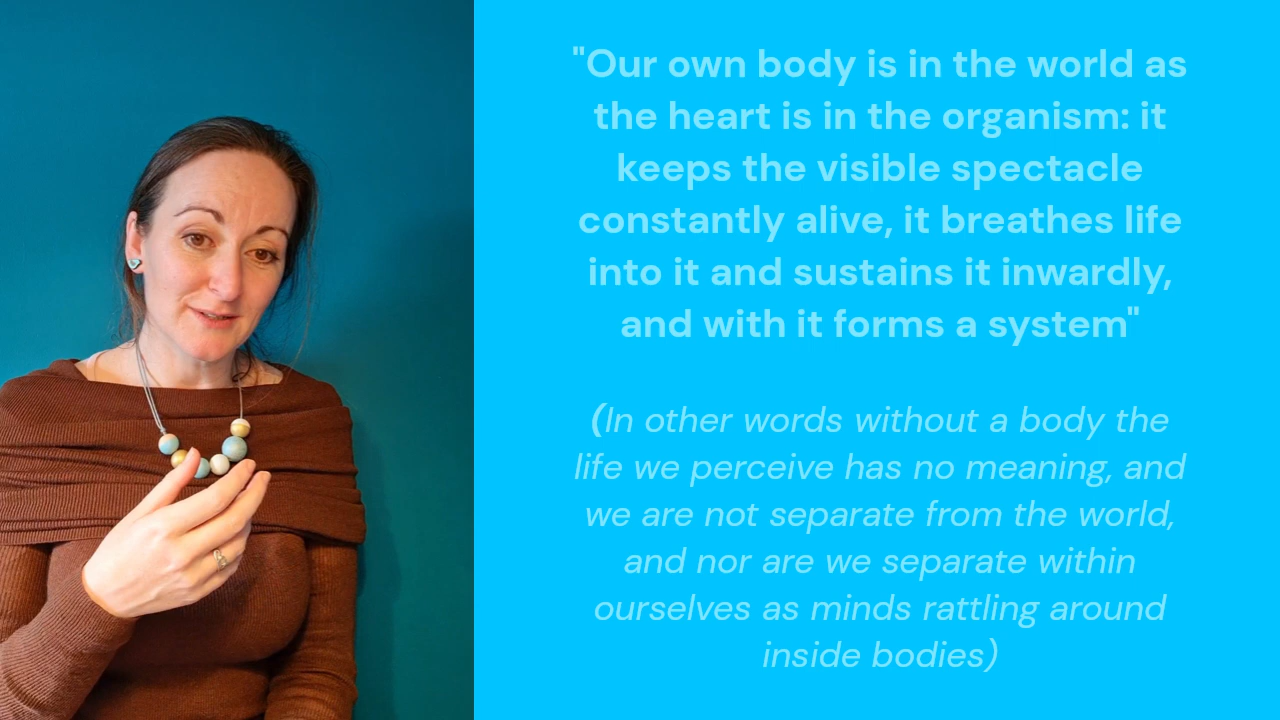 "Our own body is in the world as
the heart is in the organism: it
keeps the visible spectacle
constantly alive, it breathes life
into it and sustains it inwardly,
and with it forms a system"
(In other words without a body the
life we perceive has no meaning, and
we are not separate from the world,
and nor are we separate within
ourselves as minds rattling around
inside bodies)